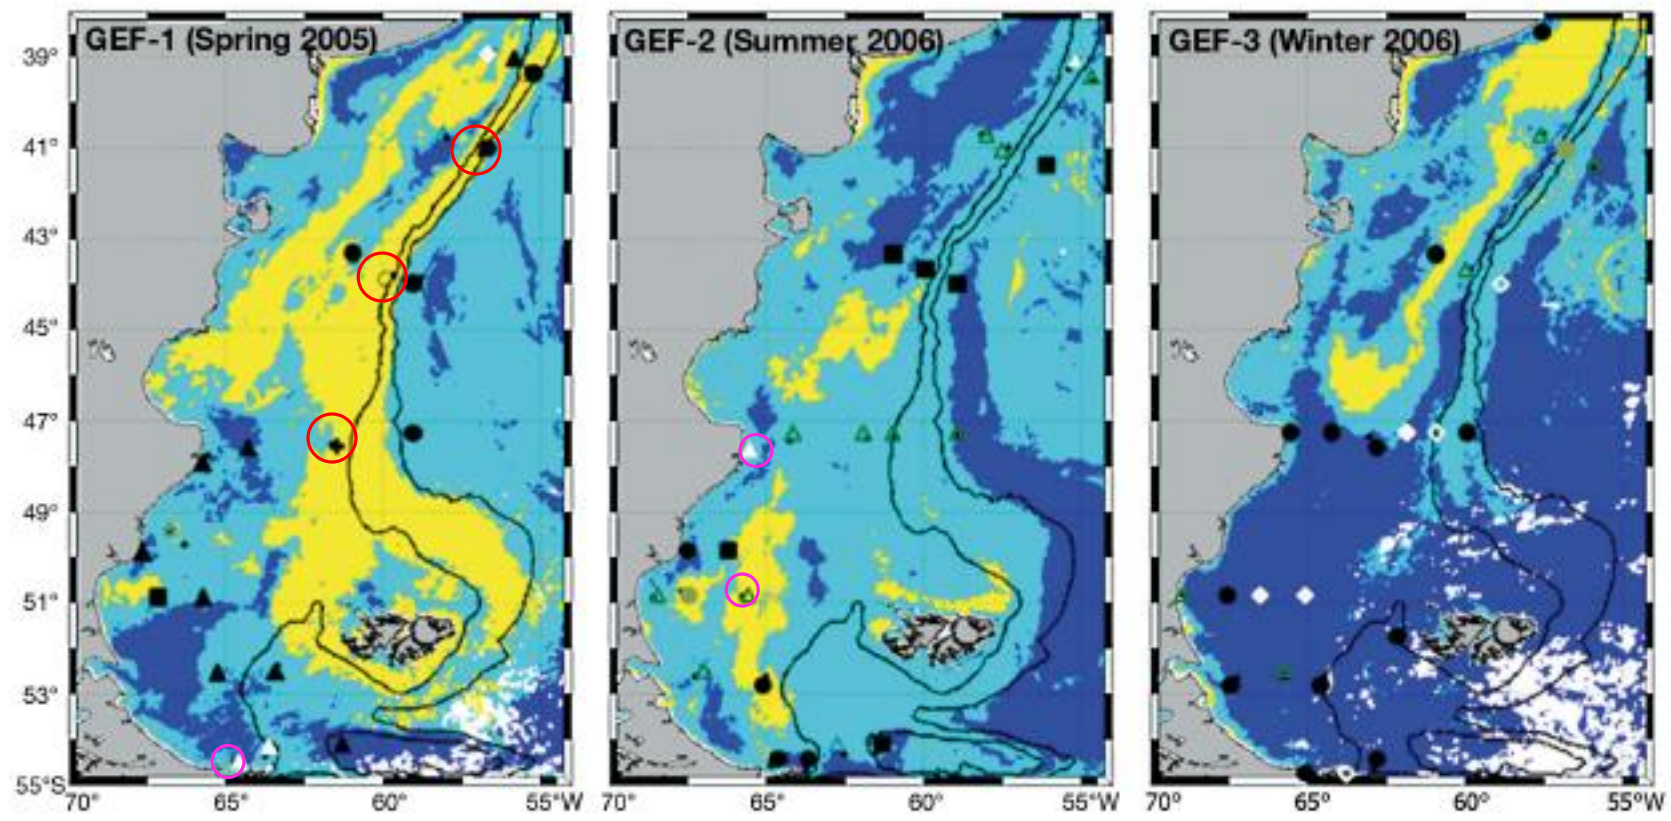 GEF-1 (Spring 2005)
GEF-2 (Summer 2006)
GEF-3 (Winter 2006)
39°
41°
43°
45°
47°
49°
51°
53°
55°S
70° 65° 60° 55°W
70° 65° 60° 55°W
70° 65° 60° 55°W